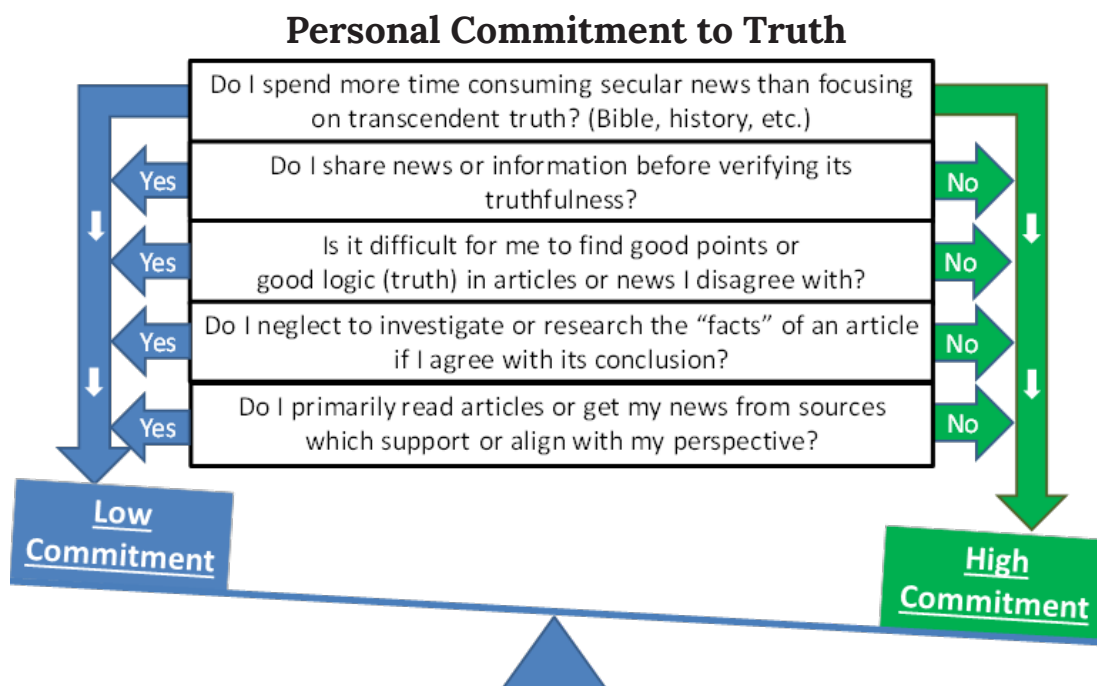 Personal Commitment to Truth
Do I spend more time consuming secular news than focusing
on transcendent truth? (Bible, history, etc.)
Yes
Do I share news or information before verifying its
truthfulness?
No
Yes
Is it difficult for me to find good points or
good logic (truth) in articles or news I disagree with?
No
Yes
Do I neglect to investigate or research the “facts” of an article
if I agree with its conclusion?
No
Yes
Do I primarily read articles or get my news from sources
which support or align with my perspective?
No
Low
Commitment
High
Commitment